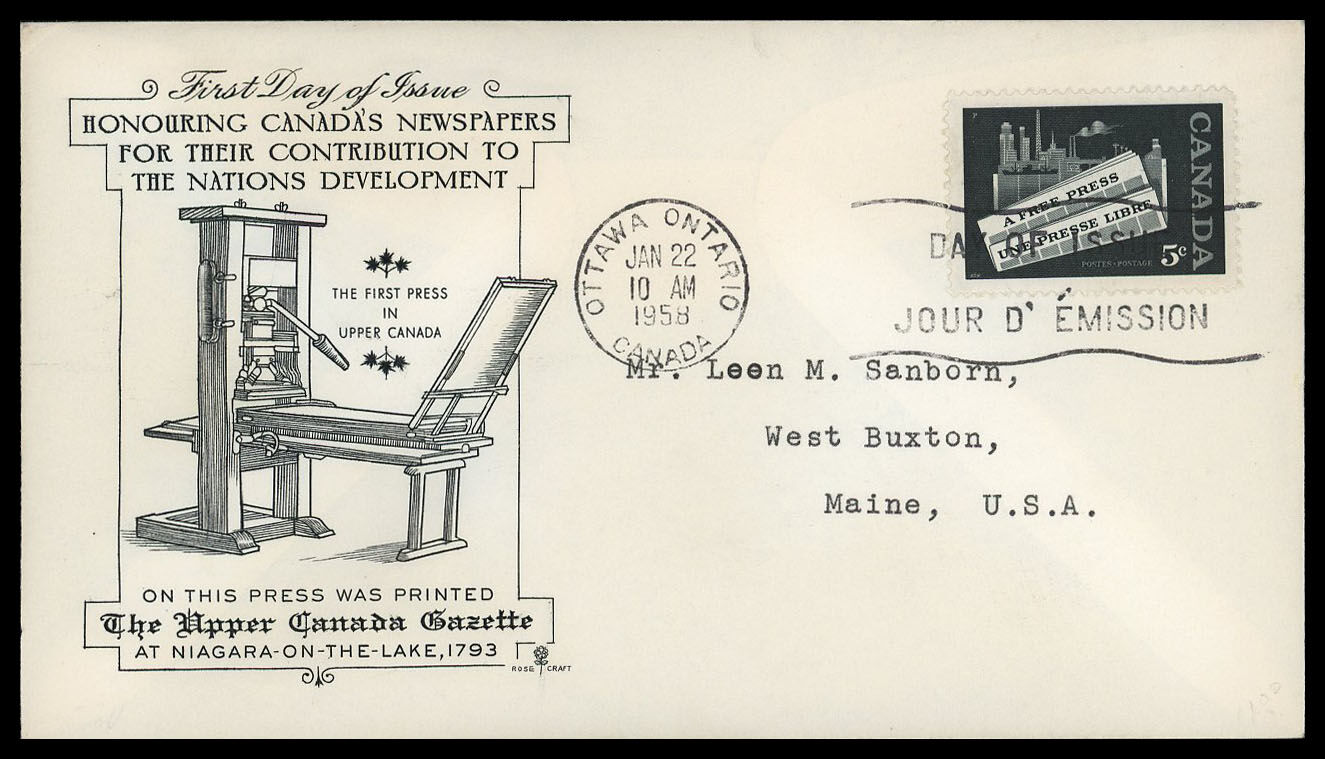 First Day of Issue
HONOURING CANADA'S NEWSPAPERS
FOR THEIR CONTRIBUTION TO
THE NATIONS DEVELOPMENT
THE FIRST PRESS
IN
UPPER CANADA
ON THIS PRESS WAS PRINTED
The Upper Canada Gazette
AT NIAGARA-ON-THE-LAKE, 1793
ROSE CRAFT
OTTAWA ONTARIO
JAN 22
10 AM
1958
CANADA
CANADA
A FREE PRESS
UNE PRESSE LIBRE
5c
POSTES·POSTAGE
DAY OF ISSUE
JOUR D' ÉMISSION
Mr. Leon M. Sanborn,
West Buxton,
Maine, U.S.A.